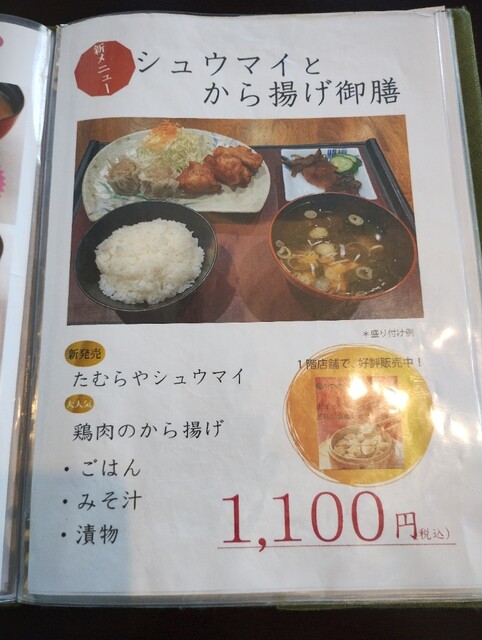 新メニュー
シュウマイと
から揚げ御膳
*盛り付け例
新発売
たむらやシュウマイ
大人気
鶏肉のから揚げ
・ごはん
・みそ汁
・漬物
1階店舗で、好評販売中！
1,100円(税込)